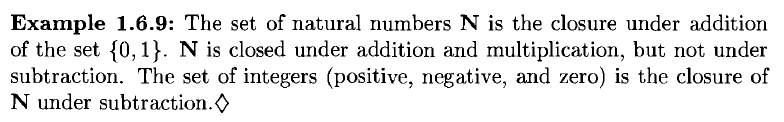 Example 1.6.9: The set of natural numbers N is the closure under addition
of the set {0, 1}. N is closed under addition and multiplication, but not under
subtraction. The set of integers (positive, negative, and zero) is the closure of
N under subtraction.◇